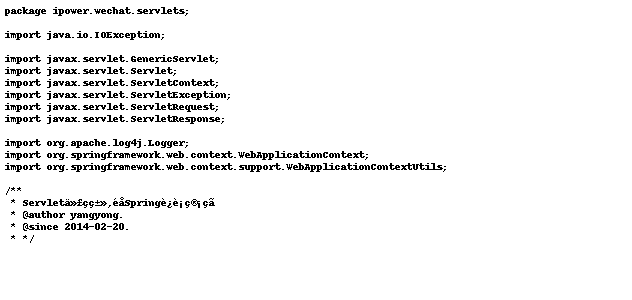 package ipower.wechat.servlets;
import java.io.IOException;
import javax.servlet.GenericServlet;
import javax.servlet.Servlet;
import javax.servlet.ServletContext;
import javax.servlet.ServletException;
import javax.servlet.ServletRequest;
import javax.servlet.ServletResponse;
import org.apache.log4j.Logger;
import org.springframework.web.context.WebApplicationContext;
import org.springframework.web.context.support.WebApplicationContextUtils;
/**
* Servletä»£çç±»,éåSpringè¿è¡ç®¡çã
* @author yangyong.
* @since 2014-02-20.
* */